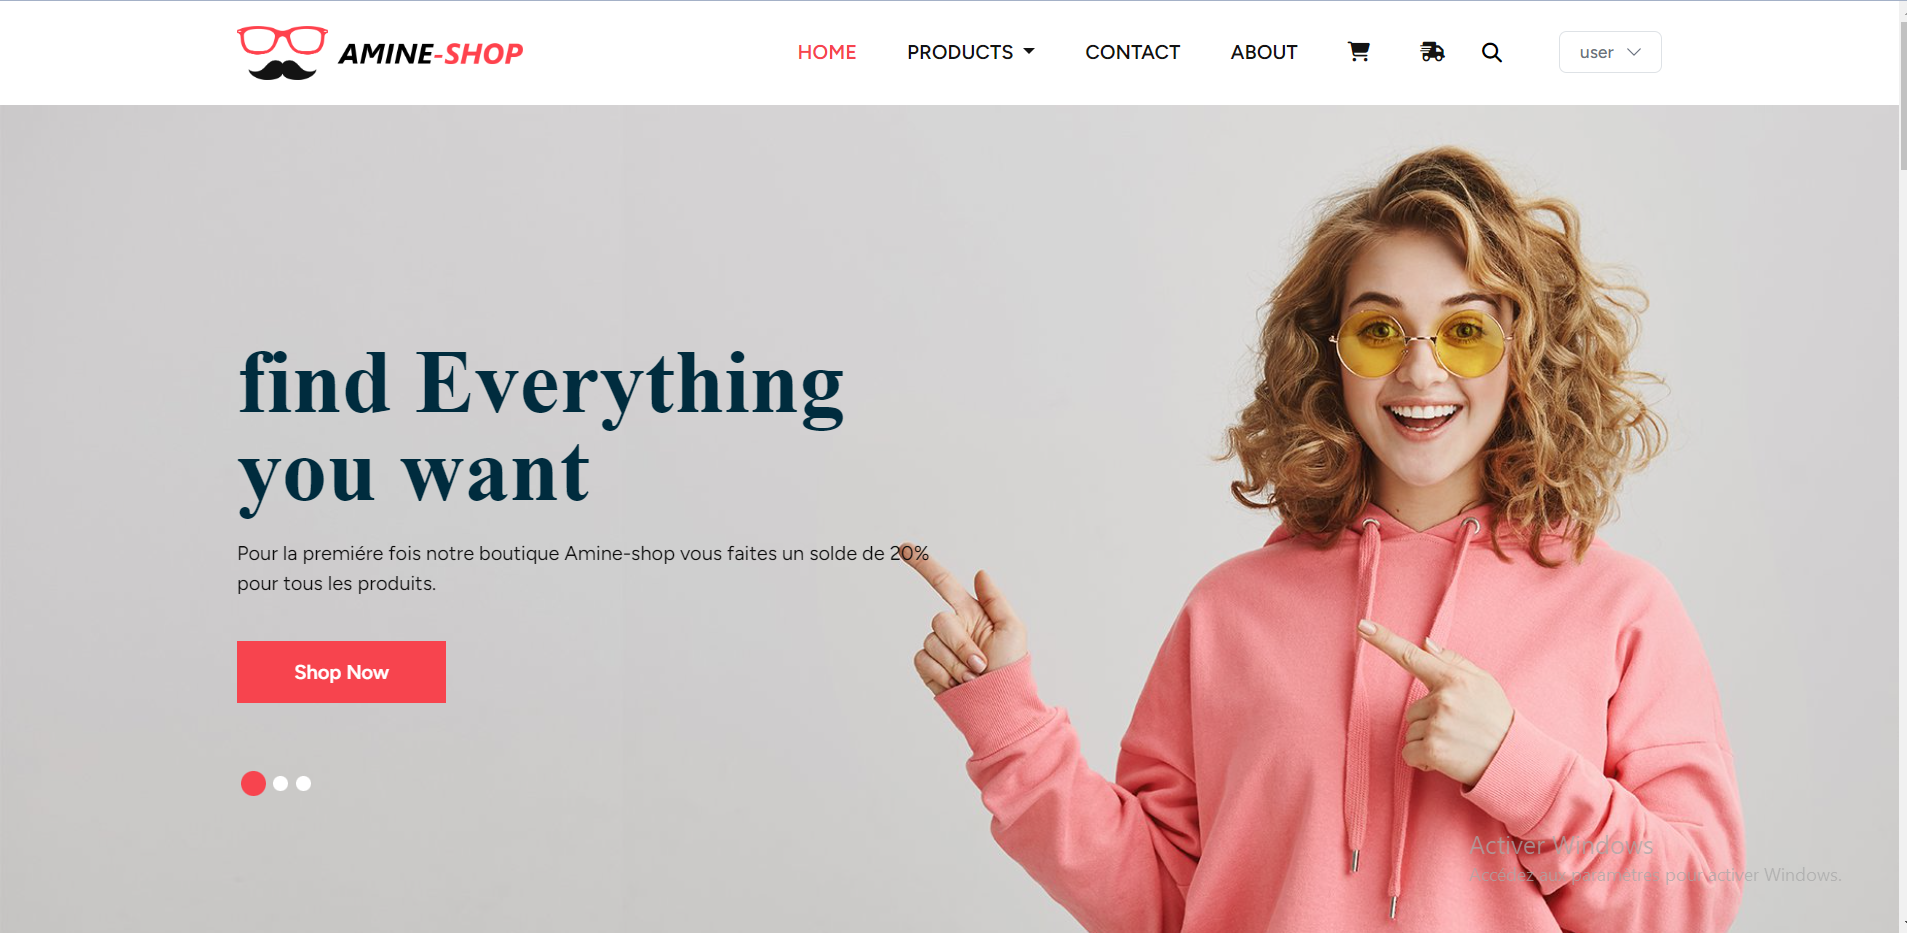 AMINE-SHOP
HOME
PRODUCTS
CONTACT
ABOUT
user
find Everything
you want
Pour la premiére fois notre boutique Amine-shop vous faites un solde de 20%
pour tous les produits.
Shop Now
Activer Windows
Accédez aux paramètres pour activer Windows.